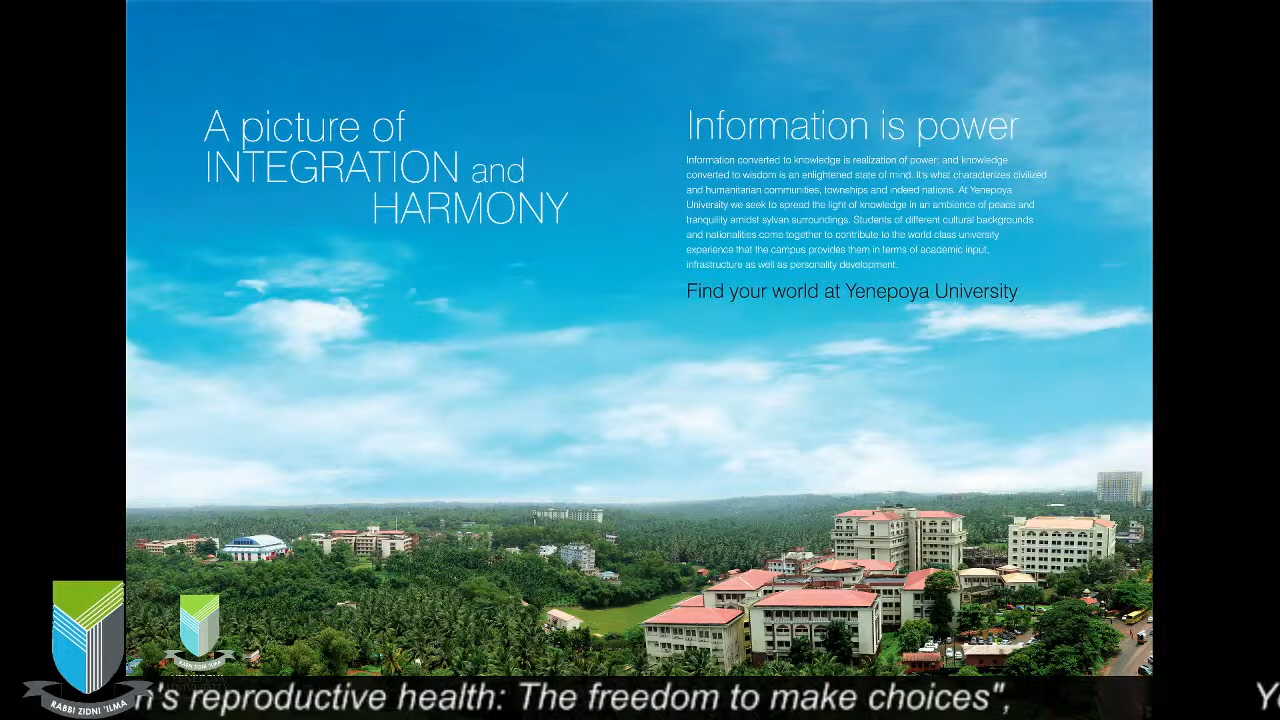 A picture of
INTEGRATION and
HARMONY
Information is power
Information converted to knowledge is realization of power; and knowledge
converted to wisdom is an enlightened state of mind. It's what characterizes civilized
and humanitarian communities, townships and indeed nations. At Yenepoya
University we seek to spread the light of knowledge in an ambience of peace and
tranquility amidst sylvan surroundings. Students of different cultural backgrounds
and nationalities come together to contribute to the world class university
experience that the campus provides them in terms of academic input,
infrastructure as well as personality development.
Find your world at Yenepoya University
RABBI ZIDNI 'ILMA
RABBI ZIDNI 'ILMA
n's reproductive health: The freedom to make choices",